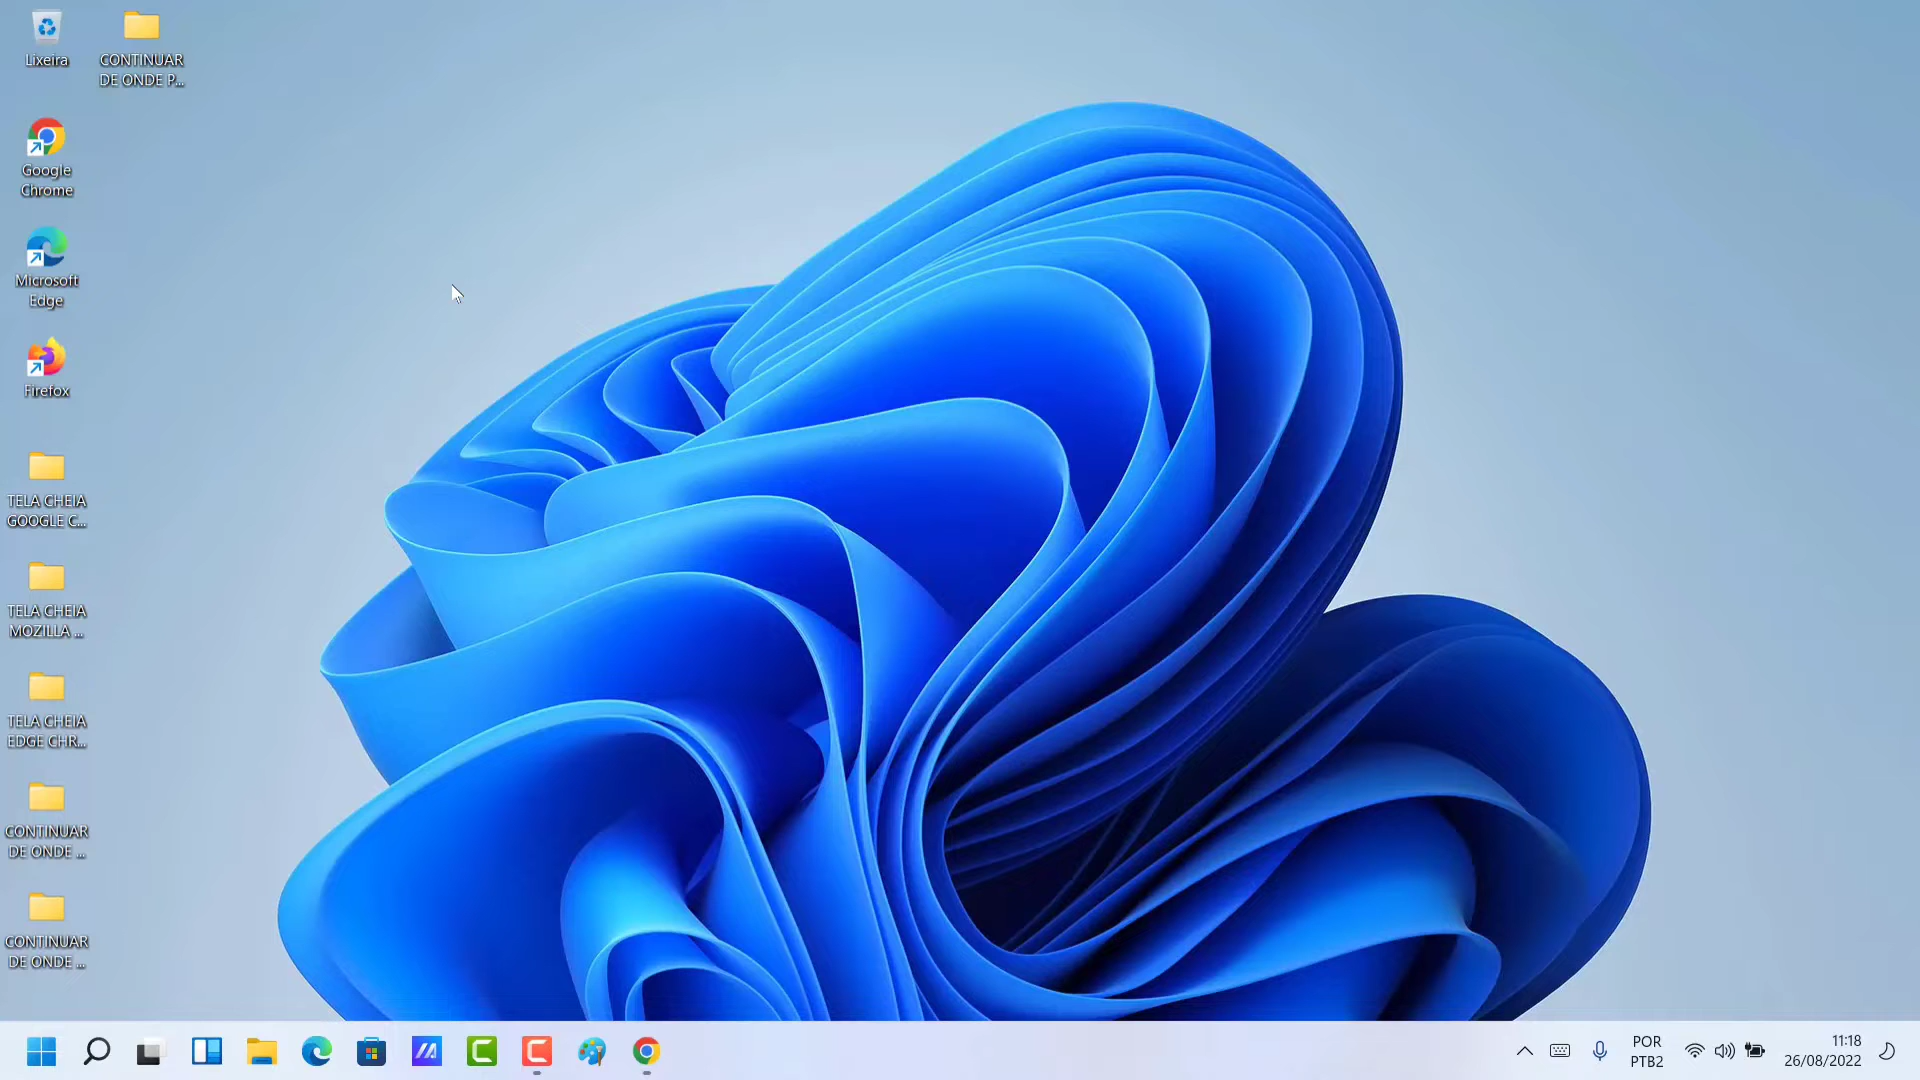 Lixeira
CONTINUAR
DE ONDE P...
Google
Chrome
Microsoft
Edge
Firefox
TELA CHEIA
GOOGLE C...
TELA CHEIA
MOZILLA ...
TELA CHEIA
EDGE CHR...
CONTINUAR
DE ONDE ...
CONTINUAR
DE ONDE ...
POR
PTB2
11:18
26/08/2022